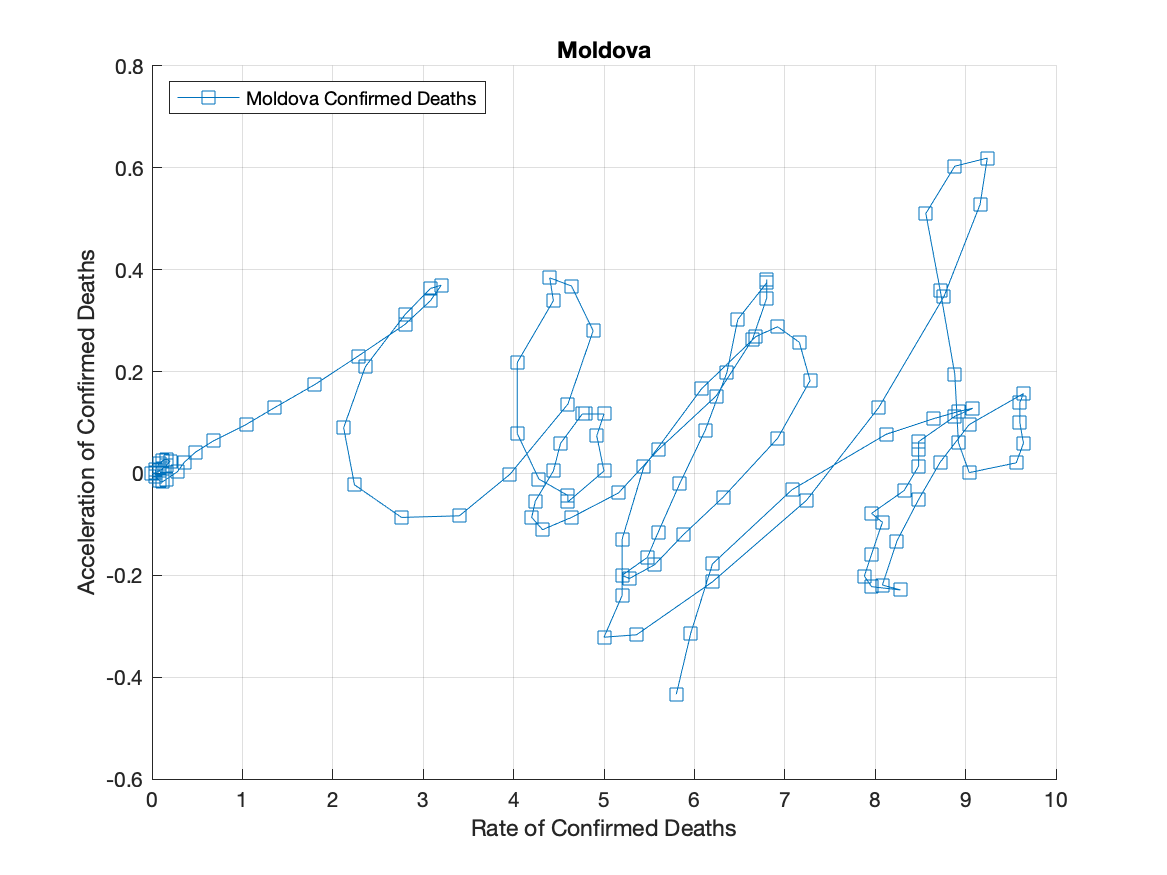 Moldova
Moldova Confirmed Deaths
Acceleration of Confirmed Deaths
0.8
0.6
0.4
0.2
0
-0.2
-0.4
-0.6
0 1 2 3 4 5 6 7 8 9 10
Rate of Confirmed Deaths